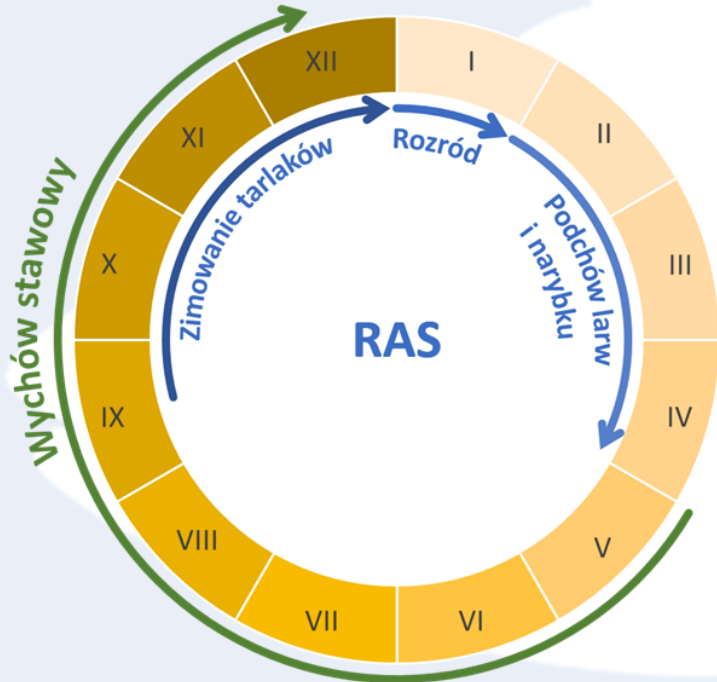 I
II
III
IV
V
VI
VII
VIII
IX
X
XI
XII
Wychów stawowy
Zimowanie tarlaków
Rozród
Podchów larw
i narybku
RAS